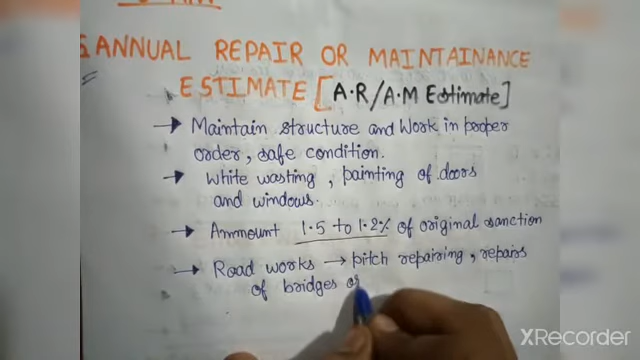 ANNUAL REPAIR OR MAINTAINANCE
ESTIMATE [A.R/A.M Estimate]
→ Maintain structure and Work in proper
order, safe condition.
→ White wasting, painting of doors
and windows.
→ Ammount 1.5 to 1.2% of original sanction
→ Road works → pitch repairing, repairs
of bridges
XRecorder